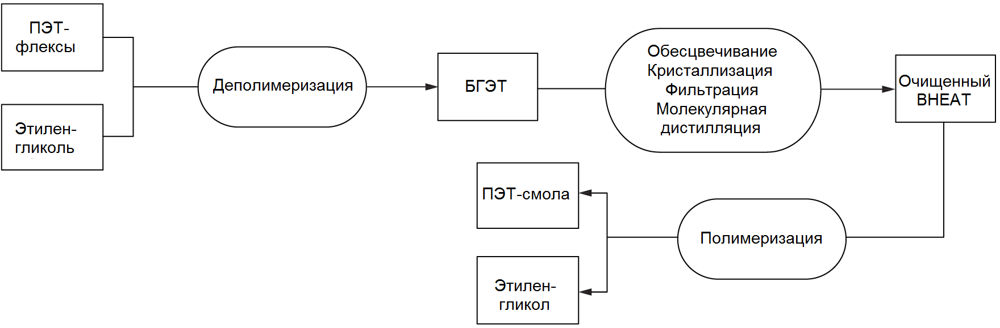 ПЭТ-
флексы
Этилен-
гликоль
Деполимеризация
БГЭТ
Обесцвечивание
Кристаллизация
Фильтрация
Молекулярная
дистилляция
Очищенный
BHEAT
ПЭТ-смола
Этилен-
гликол
Полимеризация